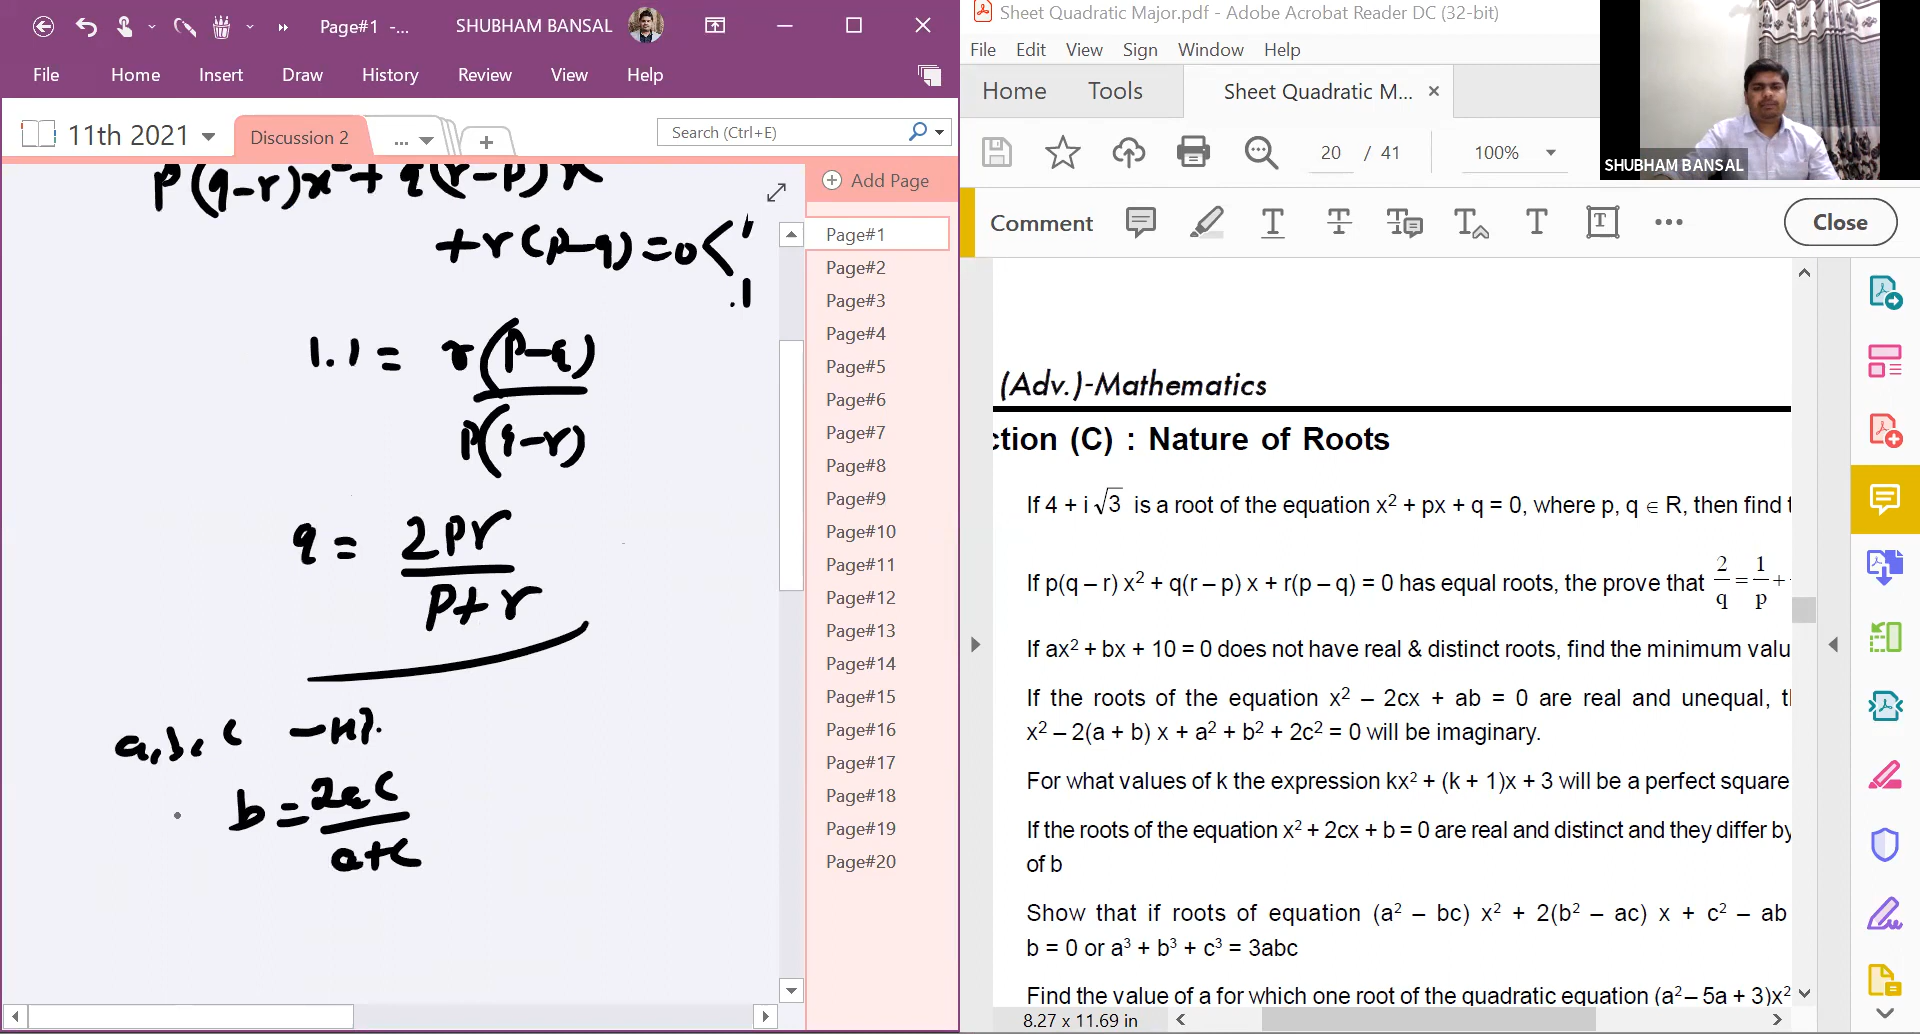 Page#1 -...
SHUBHAM BANSAL
File Home Insert Draw History Review View Help
11th 2021
Discussion 2
...
Search (Ctrl+E)
Add Page
Page#1
Page#2
Page#3
Page#4
Page#5
Page#6
Page#7
Page#8
Page#9
Page#10
Page#11
Page#12
Page#13
Page#14
Page#15
Page#16
Page#17
Page#18
Page#19
Page#20
P(q-r)x²+ q(r-p)x
+r(p-q)=0< 1
.1
1.1 = r(p-q)
P(q-r)
q = 2pr
p+r
a,b,c -HP.
b=2ac
a+c
Sheet Quadratic Major.pdf - Adobe Acrobat Reader DC (32-bit)
File Edit View Sign Window Help
Home Tools Sheet Quadratic M... ×
20 / 41 100%
SHUBHAM BANSAL
Comment
Close
(Adv.)-Mathematics
ction (C) : Nature of Roots
If 4 + i√3 is a root of the equation x² + px + q = 0, where p, q ∈ R, then find
If p(q – r) x² + q(r – p) x + r(p – q) = 0 has equal roots, the prove that 2/q = 1/p +
If ax² + bx + 10 = 0 does not have real & distinct roots, find the minimum valu
If the roots of the equation x² – 2cx + ab = 0 are real and unequal,
x² – 2(a + b) x + a² + b² + 2c² = 0 will be imaginary.
For what values of k the expression kx² + (k + 1)x + 3 will be a perfect square
If the roots of the equation x² + 2cx + b = 0 are real and distinct and they differ by
of b
Show that if roots of equation (a² – bc) x² + 2(b² – ac) x + c² – ab
b = 0 or a³ + b³ + c³ = 3abc
Find the value of a for which one root of the quadratic equation (a² – 5a + 3)x²
8.27 x 11.69 in